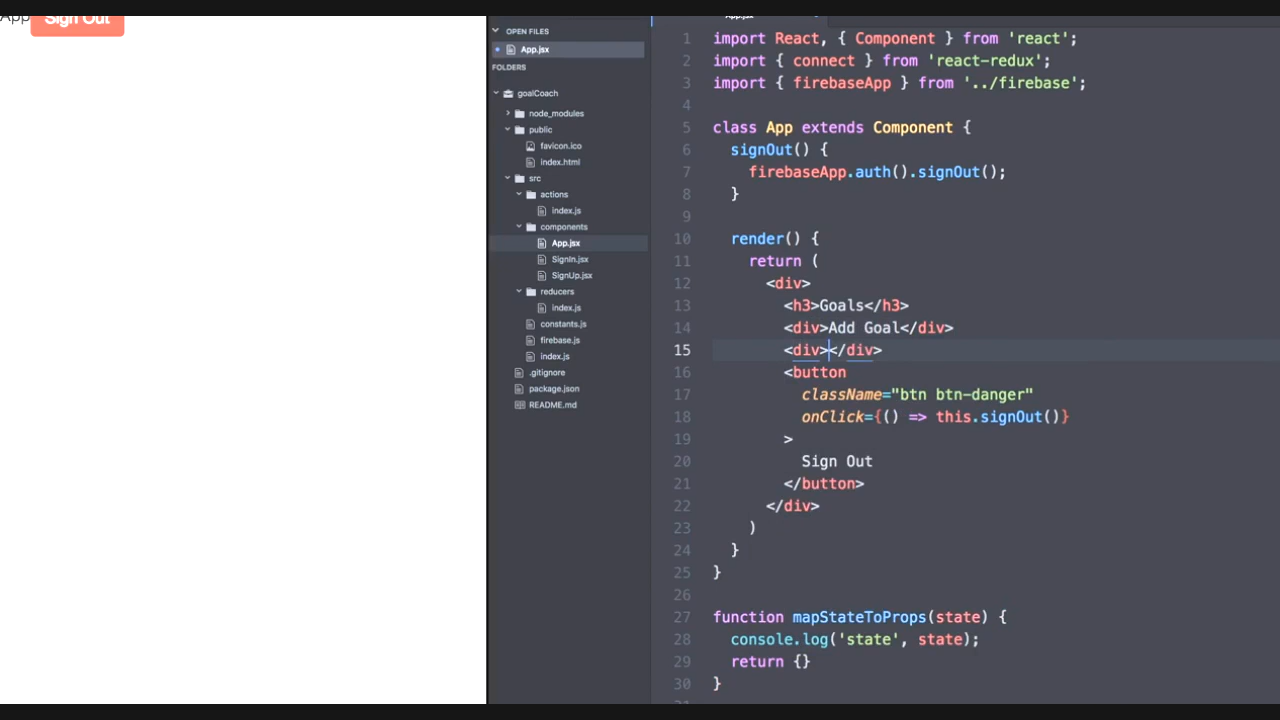 App
Sign Out
OPEN FILES
App.jsx
FOLDERS
goalCoach
node_modules
public
favicon.ico
index.html
src
actions
index.js
components
App.jsx
SignIn.jsx
SignUp.jsx
reducers
index.js
constants.js
firebase.js
index.js
.gitignore
package.json
README.md
App.jsx
1 import React, { Component } from 'react';
2 import { connect } from 'react-redux';
3 import { firebaseApp } from '../firebase';
4
5 class App extends Component {
6 signOut() {
7 firebaseApp.auth().signOut();
8 }
9
10 render() {
11 return (
12 <div>
13 <h3>Goals</h3>
14 <div>Add Goal</div>
15 <div></div>
16 <button
17 className="btn btn-danger"
18 onClick={() => this.signOut()}
19 >
20 Sign Out
21 </button>
22 </div>
23 )
24 }
25 }
26
27 function mapStateToProps(state) {
28 console.log('state', state);
29 return {}
30 }